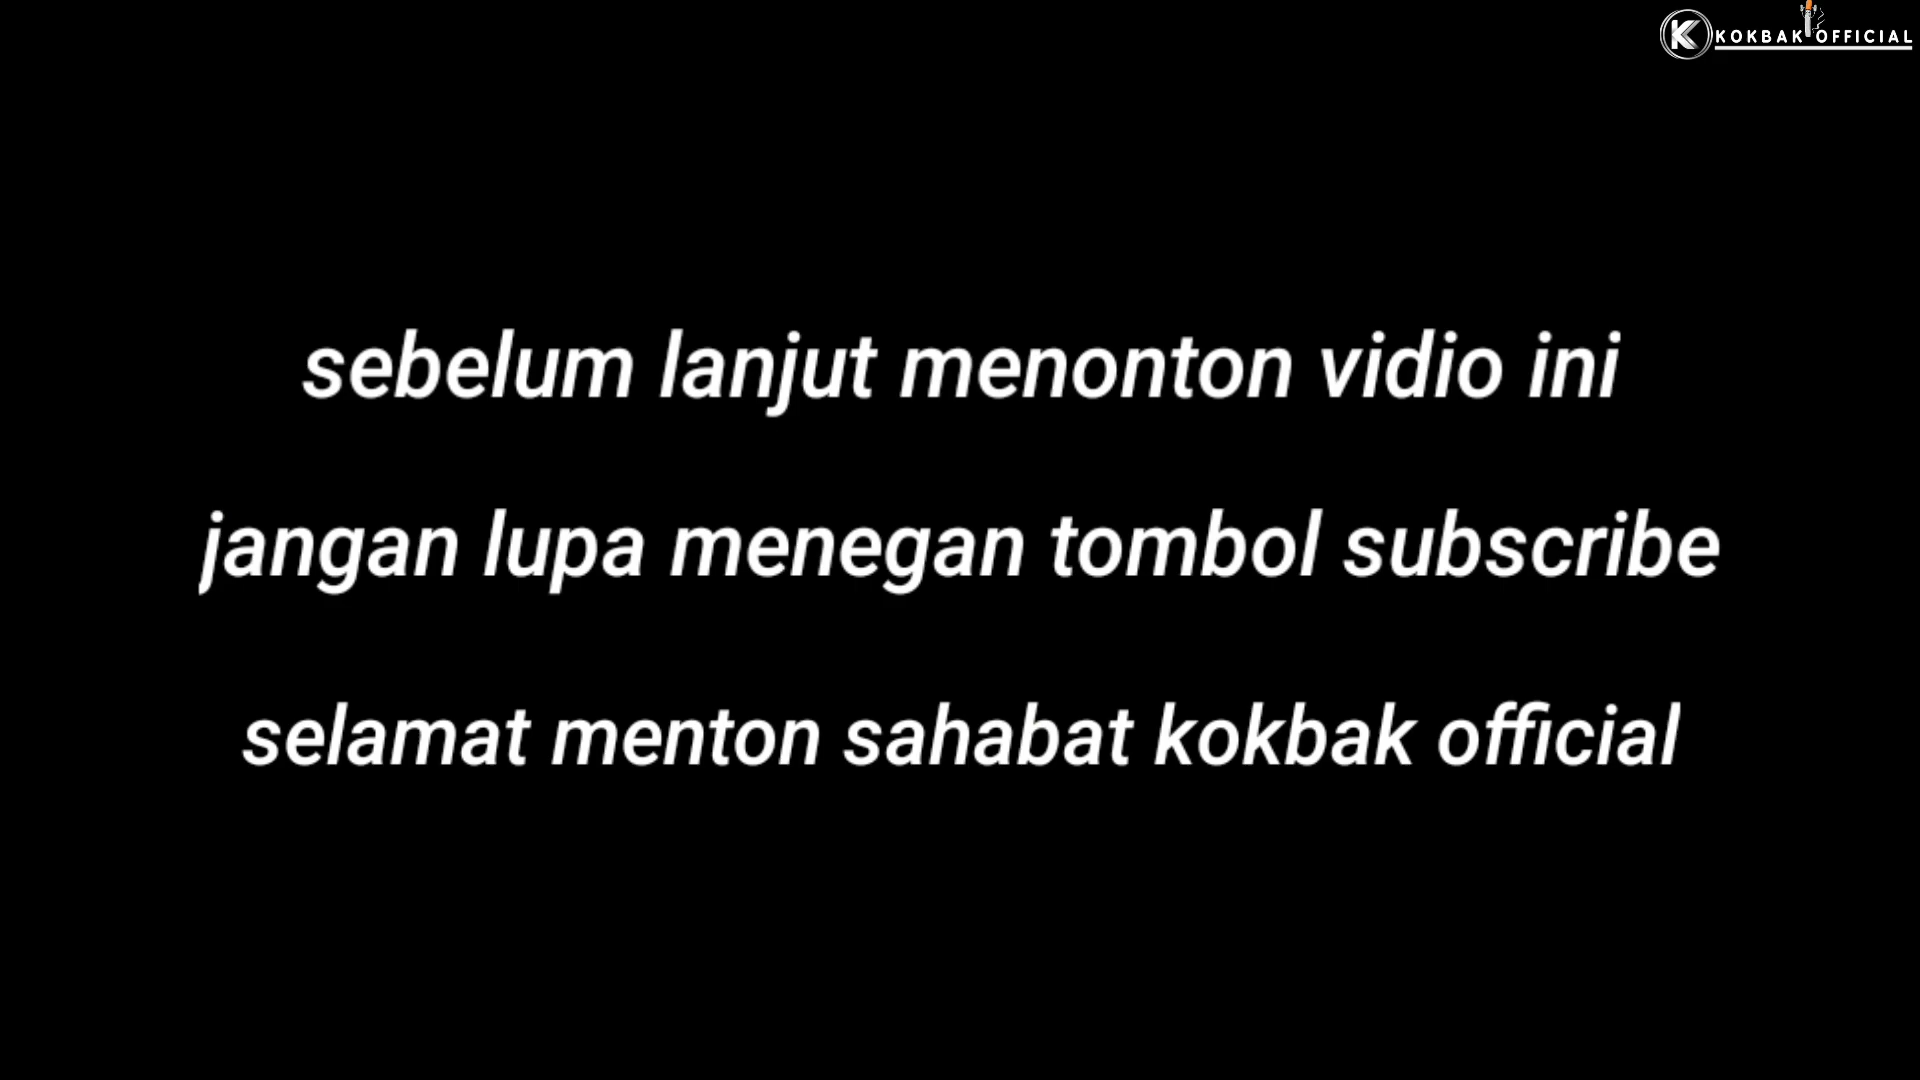 KOKBAK OFFICIAL
sebelum lanjut menonton vidio ini
jangan lupa menegan tombol subscribe
selamat menton sahabat kokbak official